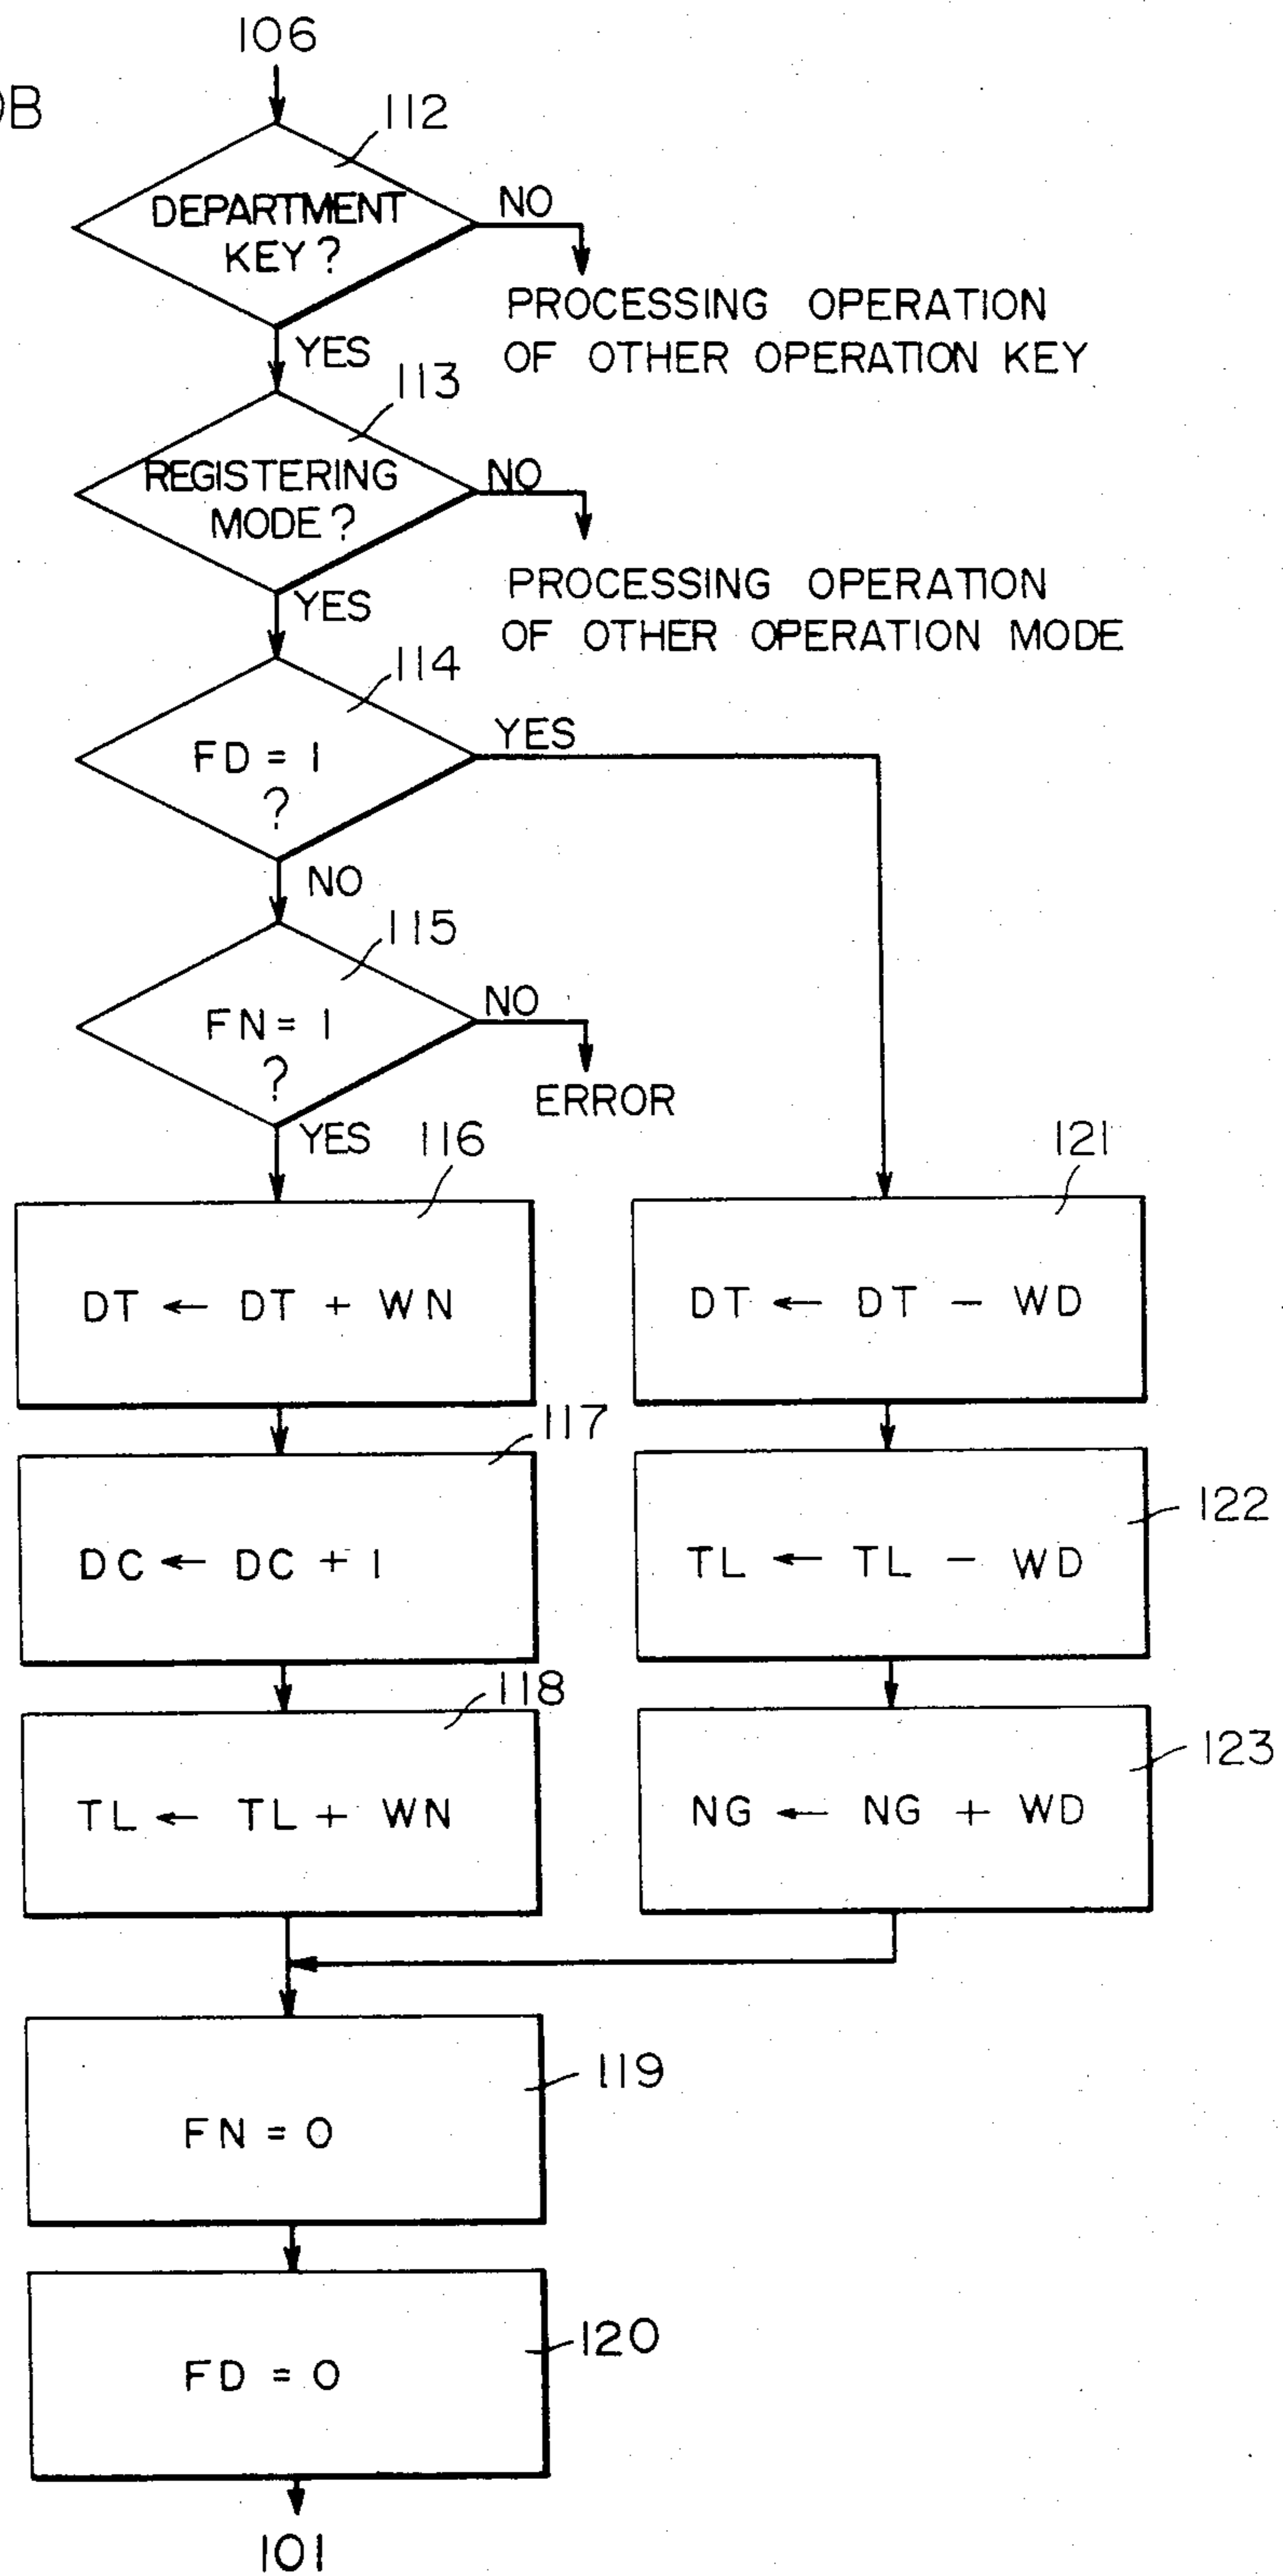 106
0B
112
DEPARTMENT
KEY?
NO
PROCESSING OPERATION
OF OTHER OPERATION KEY
YES
113
REGISTERING
MODE?
NO
PROCESSING OPERATION
OF OTHER OPERATION MODE
YES
114
FD = 1
?
YES
NO
115
FN = 1
?
NO
ERROR
YES
116
DT ← DT + WN
121
DT ← DT − WD
117
DC ← DC + 1
122
TL ← TL − WD
118
TL ← TL + WN
123
NG ← NG + WD
119
FN = 0
120
FD = 0
101